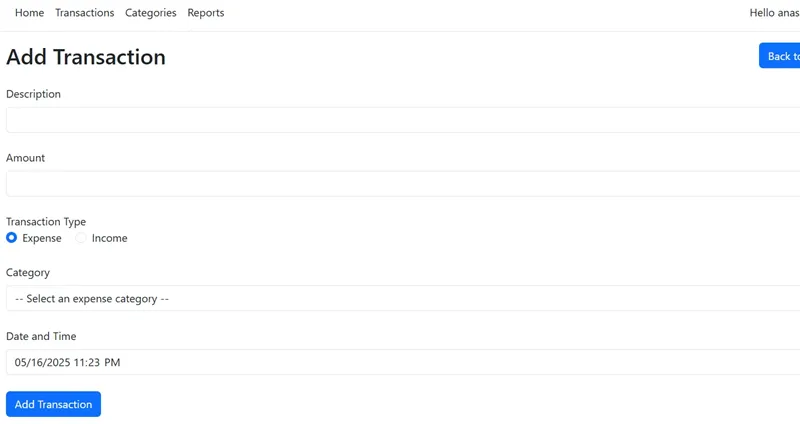 Home Transactions Categories Reports Hello anas
Add Transaction Back to
Description
Amount
Transaction Type
Expense Income
Category
-- Select an expense category --
Date and Time
05/16/2025 11:23 PM
Add Transaction